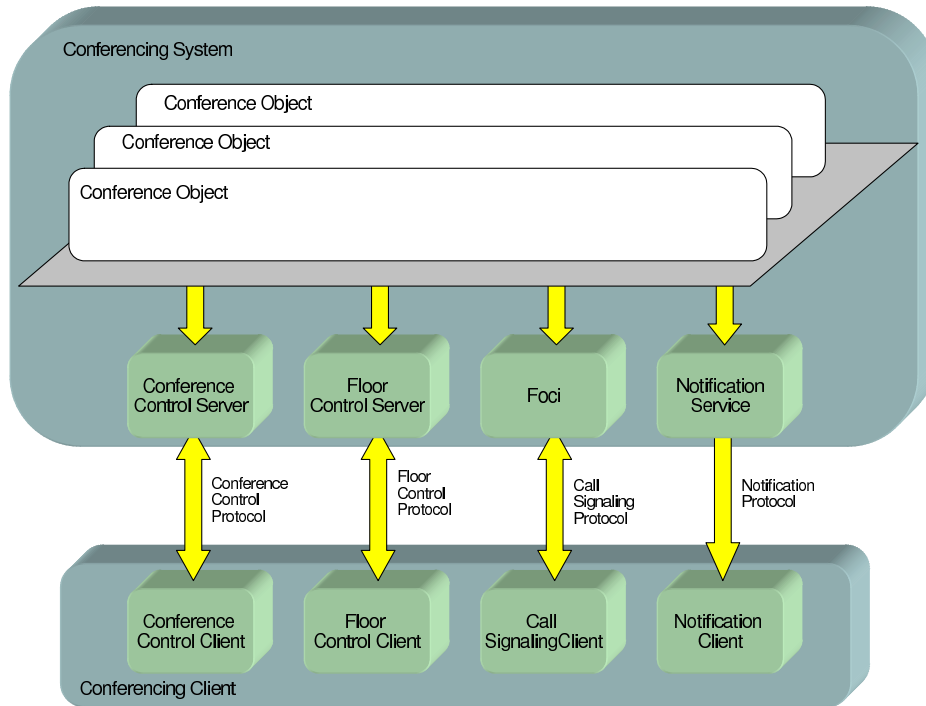 Conferencing System
Conference Object
Conference Object
Conference Object
Conference
Control Server
Floor
Control Server
Foci
Notification
Service
Conference
Control
Protocol
Floor
Control
Protocol
Call
Signaling
Protocol
Notification
Protocol
Conference
Control Client
Floor
Control Client
Call
SignalingClient
Notification
Client
Conferencing Client